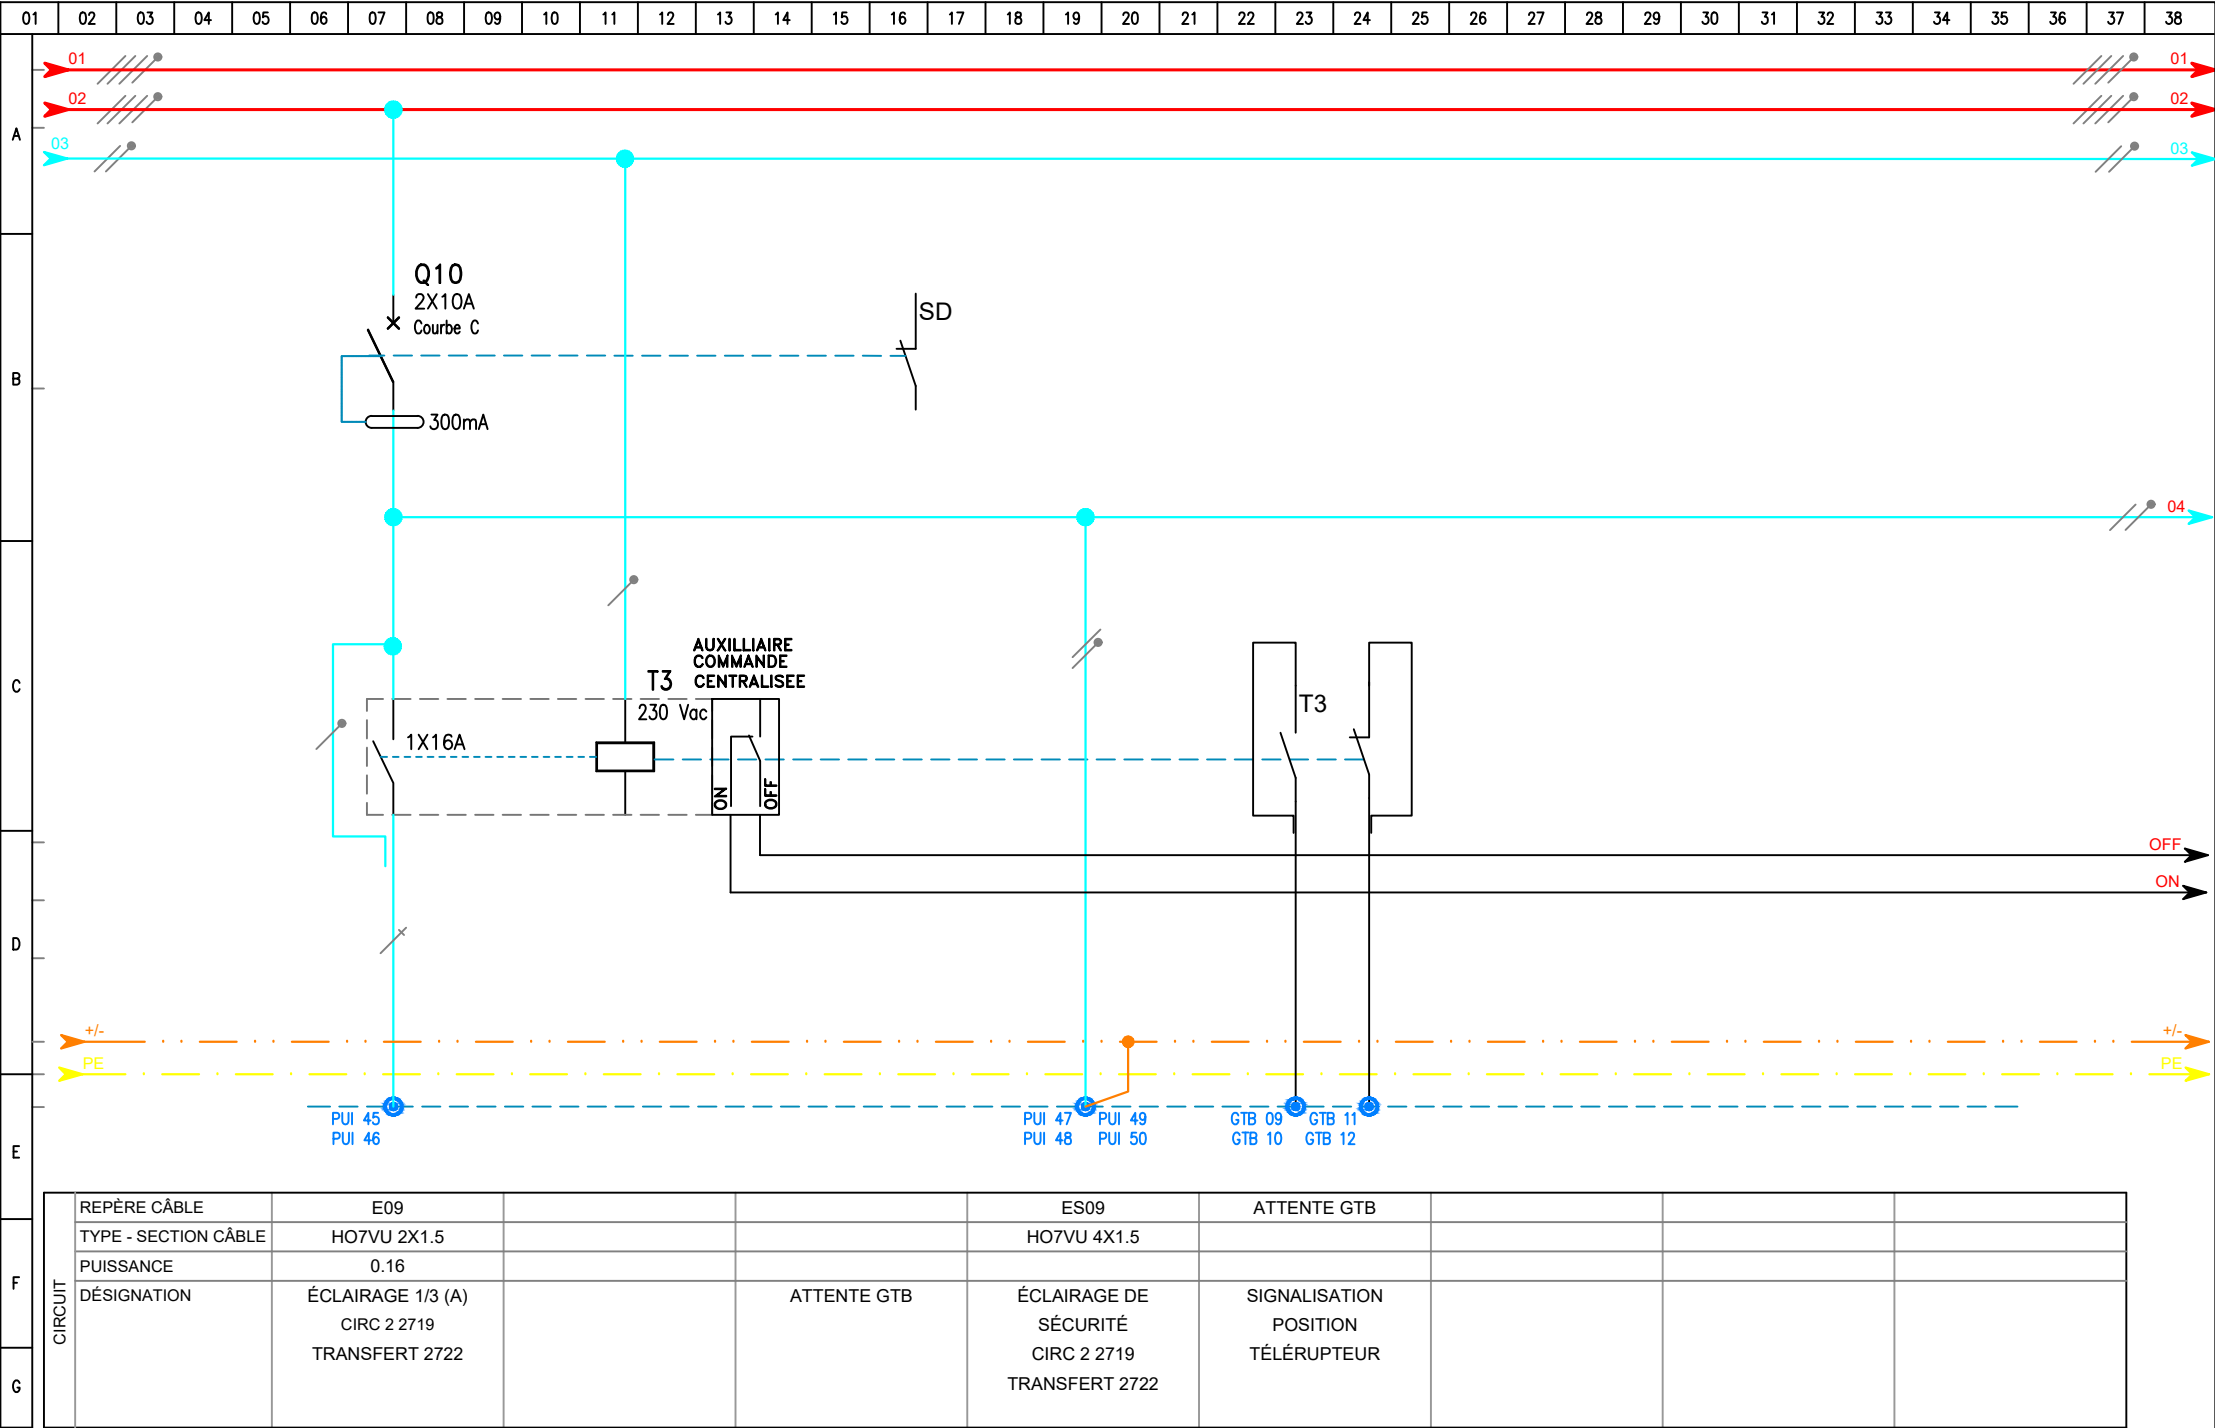 01 02 03 04 05 06 07 08 09 10 11 12 13 14 15 16 17 18 19 20 21 22 23 24 25 26 27 28 29 30 31 32 33 34 35 36 37 38
01 01
02 02
A
03 03
Q10
2X10A
Courbe C
SD
B
300mA
04
AUXILLIAIRE
COMMANDE
CENTRALISEE
C
T3
230 Vac
T3
1X16A
ON
OFF
OFF
ON
D
+/- +/-
PE PE
PUI 45
PUI 46
PUI 47 PUI 49
PUI 48 PUI 50
GTB 09 GTB 11
GTB 10 GTB 12
E
F
G
CIRCUIT
REPÈRE CÂBLE E09 ES09 ATTENTE GTB
TYPE - SECTION CÂBLE HO7VU 2X1.5 HO7VU 4X1.5
PUISSANCE 0.16
DÉSIGNATION ÉCLAIRAGE 1/3 (A) ATTENTE GTB ÉCLAIRAGE DE SIGNALISATION
CIRC 2 2719 SÉCURITÉ POSITION
TRANSFERT 2722 CIRC 2 2719 TÉLÉRUPTEUR
TRANSFERT 2722